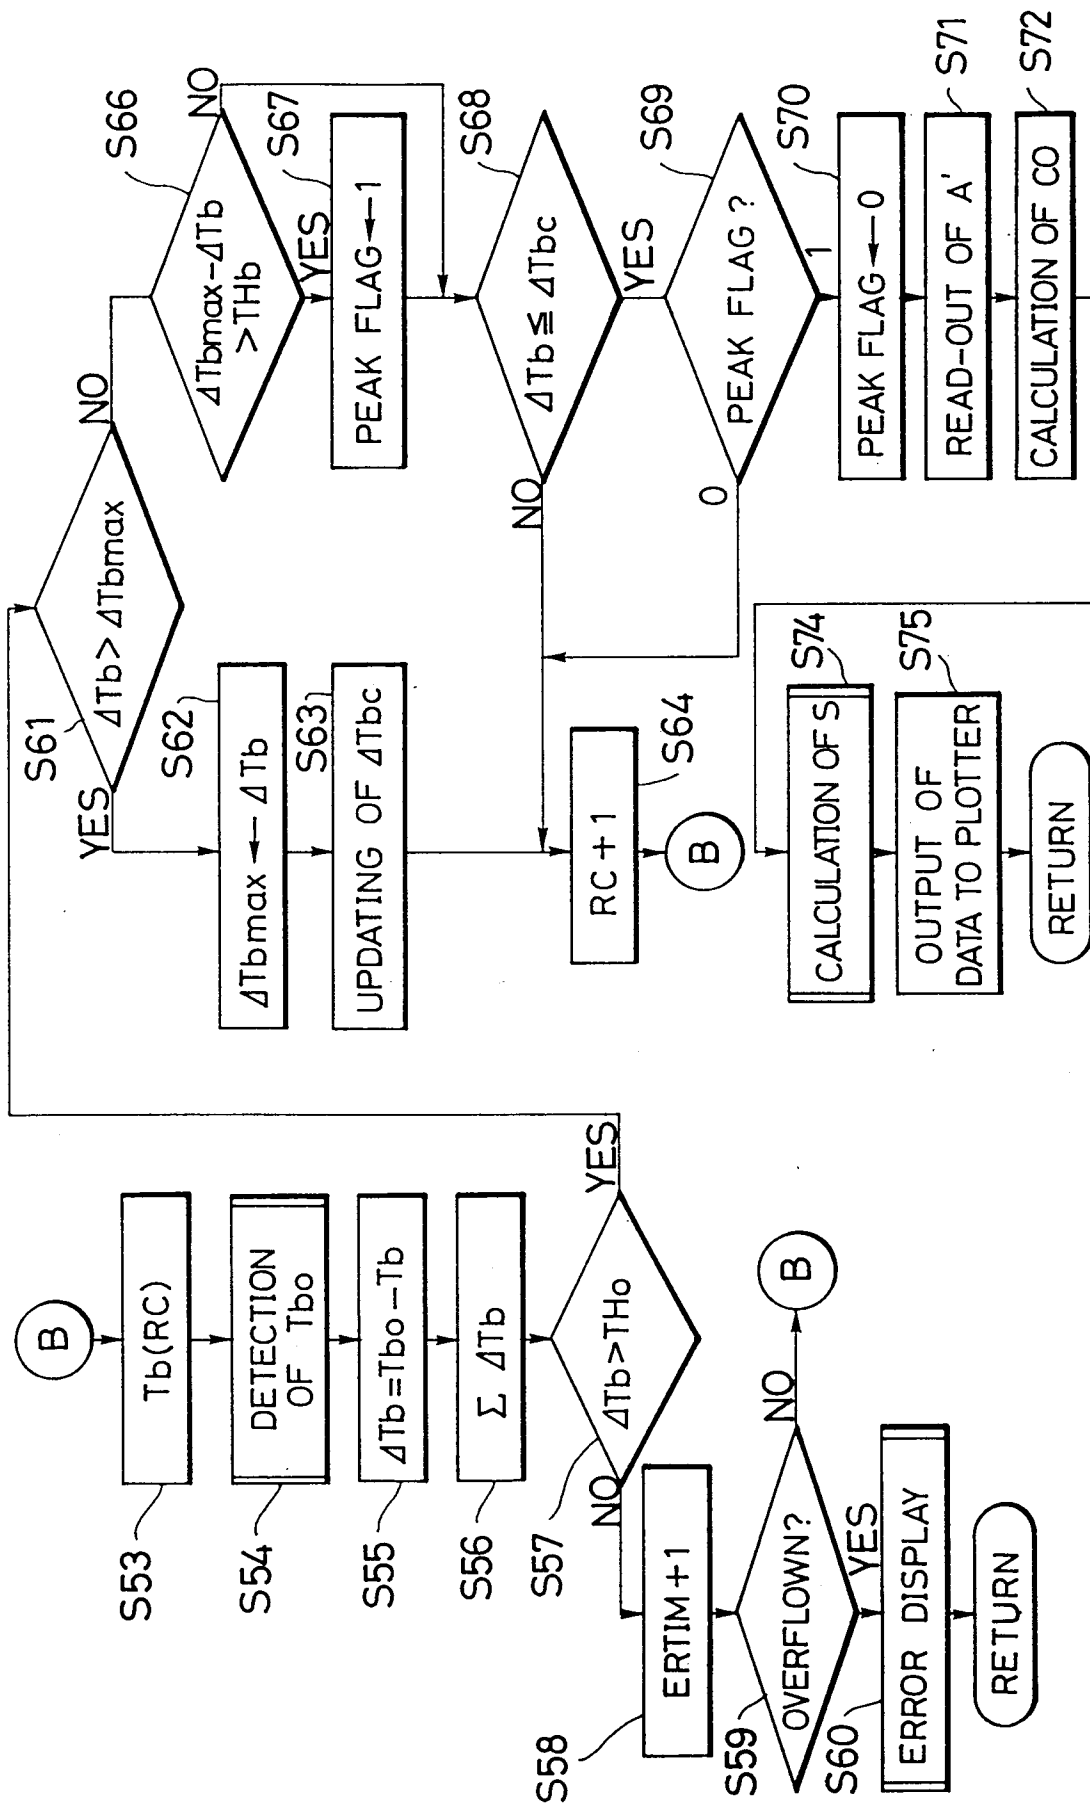 B
S53
Tb(RC)
S54
DETECTION
OF Tbo
S55
ΔTb=Tbo-Tb
S56
Σ ΔTb
S57
ΔTb>THo
YES
NO
S58
ERTIM+1
S59
OVERFLOWN?
NO
B
YES
S60
ERROR DISPLAY
RETURN
S61
ΔTb>ΔTbmax
YES
NO
S62
ΔTbmax←ΔTb
S63
UPDATING OF ΔTbc
RC+1
S64
B
S66
ΔTbmax-ΔTb
>THb
NO
YES
S67
PEAK FLAG←1
S68
ΔTb≦ΔTbc
NO
YES
S69
PEAK FLAG?
0
1
S70
PEAK FLAG←0
S71
READ-OUT OF A'
S72
CALCULATION OF CO
S74
CALCULATION OF S
S75
OUTPUT OF
DATA TO PLOTTER
RETURN